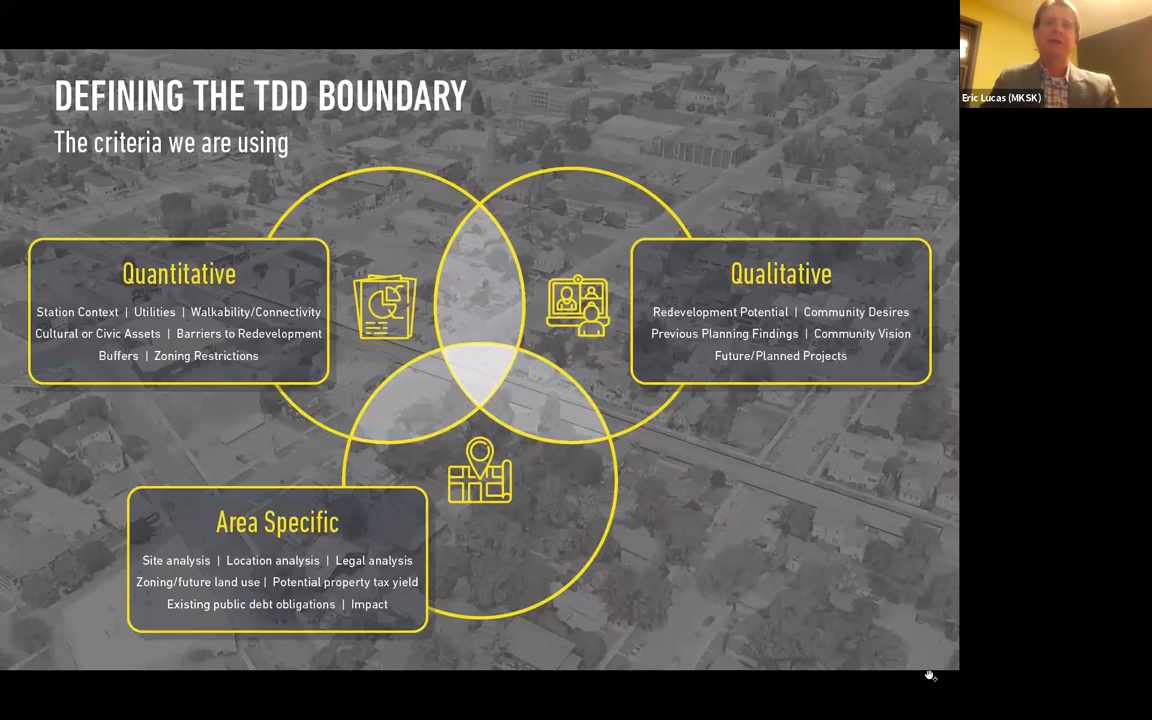 DEFINING THE TDD BOUNDARY
The criteria we are using
Quantitative
Station Context | Utilities | Walkability/Connectivity
Cultural or Civic Assets | Barriers to Redevelopment
Buffers | Zoning Restrictions
Qualitative
Redevelopment Potential | Community Desires
Previous Planning Findings | Community Vision
Future/Planned Projects
Area Specific
Site analysis | Location analysis | Legal analysis
Zoning/future land use | Potential property tax yield
Existing public debt obligations | Impact
Eric Lucas (MKSK)